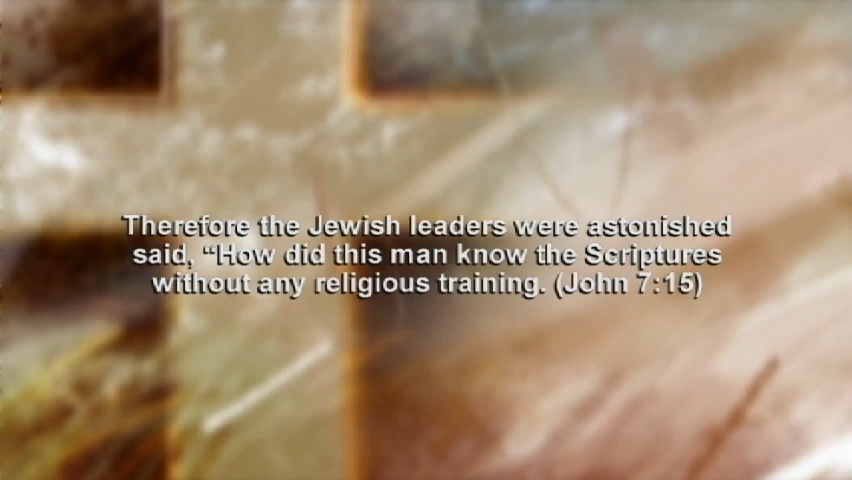 Therefore the Jewish leaders were astonished
said, “How did this man know the Scriptures
without any religious training. (John 7:15)